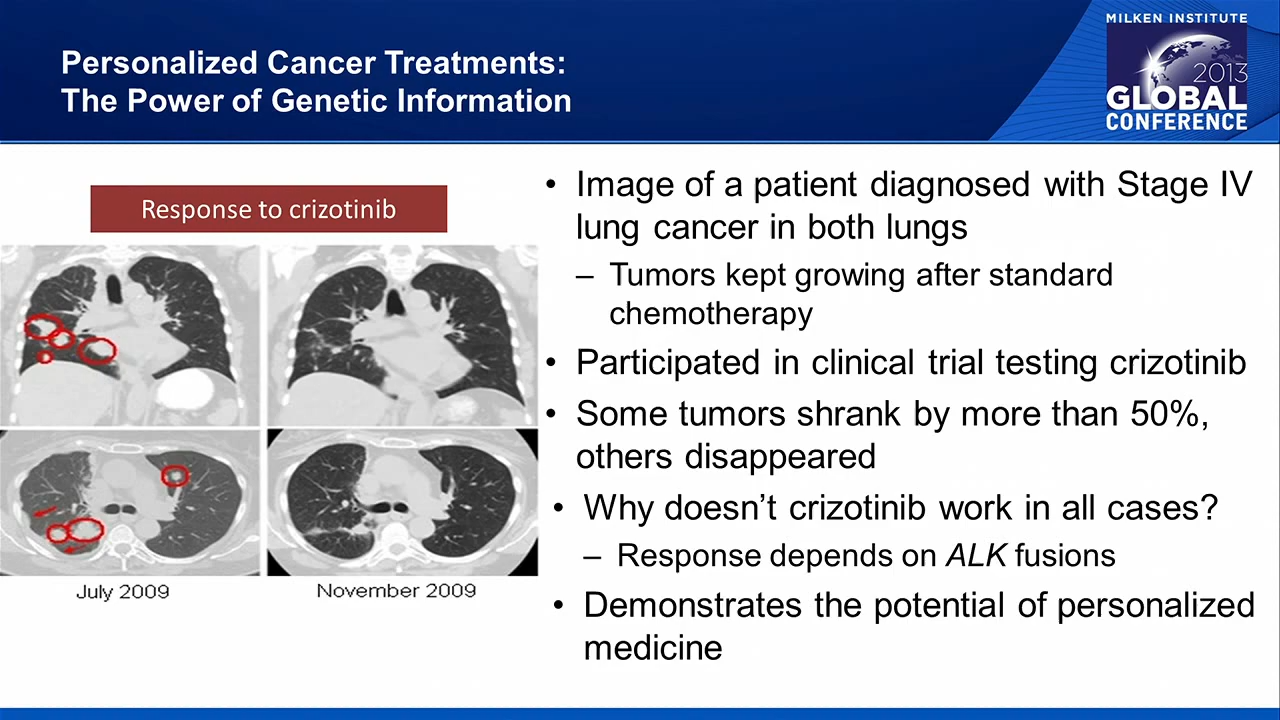 MILKEN INSTITUTE
2013
GLOBAL
CONFERENCE
Personalized Cancer Treatments:
The Power of Genetic Information
Response to crizotinib
July 2009
November 2009
• Image of a patient diagnosed with Stage IV
lung cancer in both lungs
– Tumors kept growing after standard
chemotherapy
• Participated in clinical trial testing crizotinib
• Some tumors shrank by more than 50%,
others disappeared
• Why doesn’t crizotinib work in all cases?
– Response depends on ALK fusions
• Demonstrates the potential of personalized
medicine